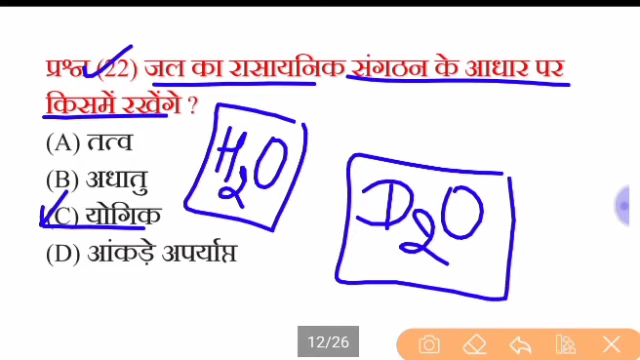 प्रश्न (22) जल का रासायनिक संगठन के आधार पर
किसमें रखेंगे ?
(A) तत्व
(B) अधातु
(C) योगिक
(D) आंकड़े अपर्याप्त
H2O
D2O
12/26